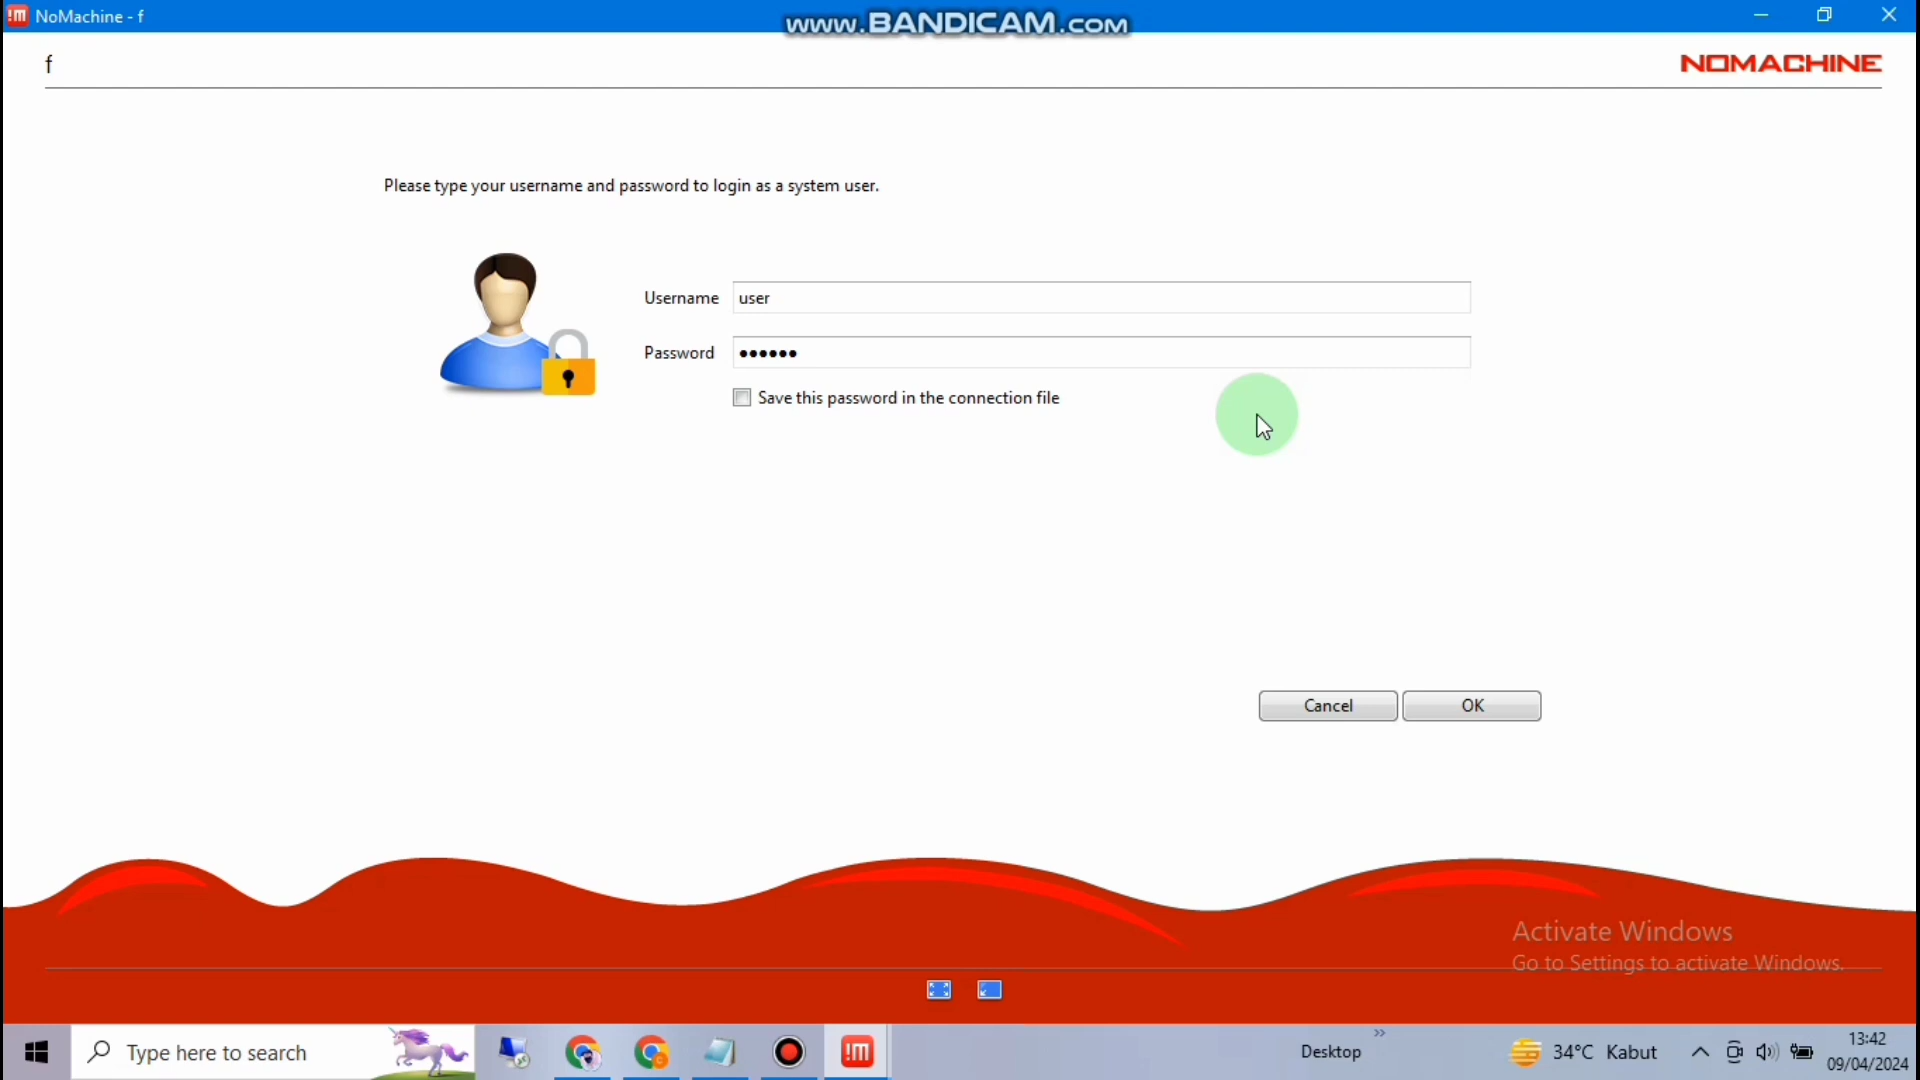 !M NoMachine - f
www.BANDICAM.com
f
NOMACHINE
Please type your username and password to login as a system user.
Username
user
Password
••••••
Save this password in the connection file
Cancel
OK
Activate Windows
Go to Settings to activate Windows.
Type here to search
!M
Desktop
»
34°C Kabut
13:42
09/04/2024